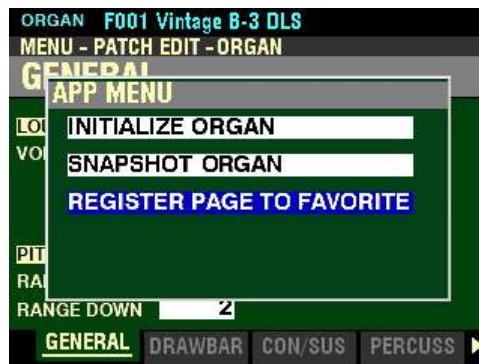 ORGAN F001 Vintage B-3 DLS
MENU - PATCH EDIT - ORGAN
GENERAL
APP MENU
INITIALIZE ORGAN
SNAPSHOT ORGAN
REGISTER PAGE TO FAVORITE
RANGE DOWN 2
GENERAL DRAWBAR CON/SUS PERCUSS